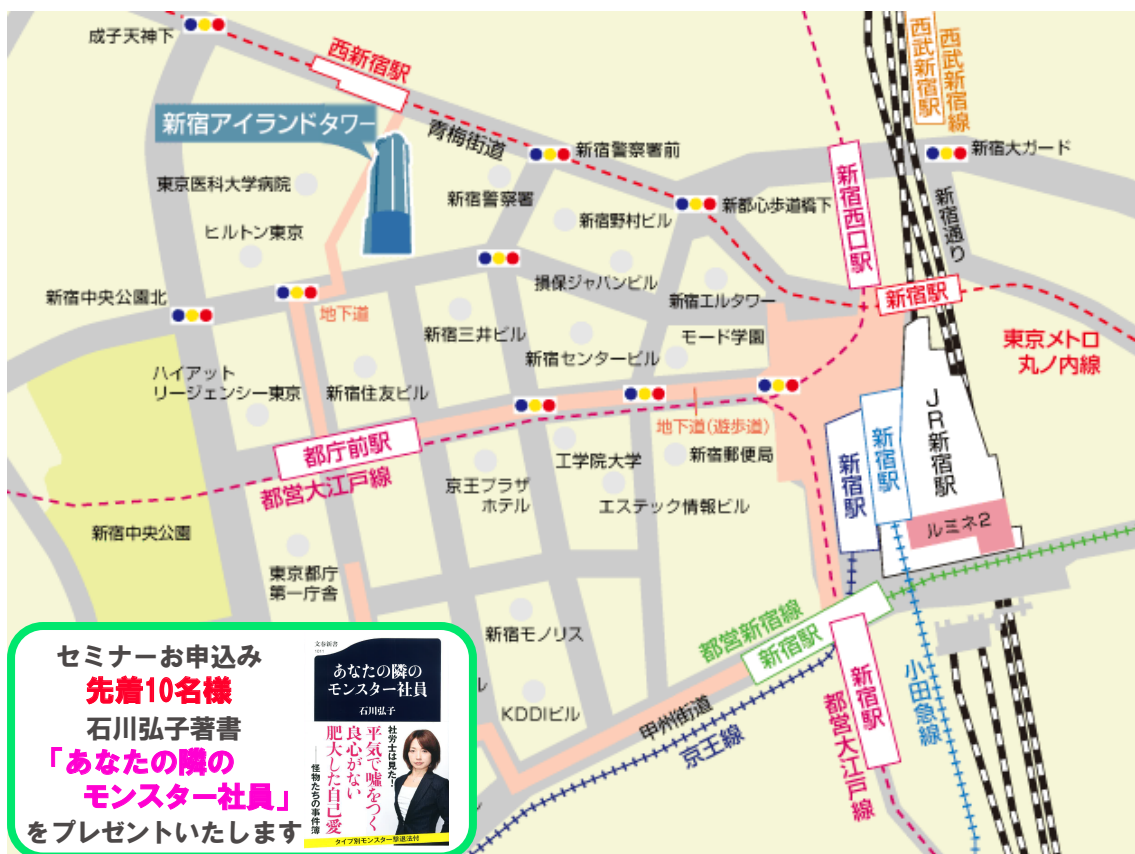 成子天神下
西新宿駅
西武新宿駅
西武新宿線
新宿アイランドタワー
青梅街道
新宿警察署前
新宿大ガード
東京医科大学病院
新宿警察署
新都心歩道橋下
新宿西口駅
新宿通り
新宿野村ビル
ヒルトン東京
損保ジャパンビル
新宿エルタワー
新宿駅
新宿中央公園北
地下道
新宿三井ビル
新宿センタービル
モード学園
東京メトロ
丸ノ内線
ハイアット
リージェンシー東京
新宿住友ビル
地下道(遊歩道)
JR新宿駅
新宿駅
新宿駅
都庁前駅
都営大江戸線
工学院大学
新宿郵便局
京王プラザ
ホテル
エステック情報ビル
ルミネ2
新宿中央公園
東京都庁
第一庁舎
新宿モノリス
都営新宿線
新宿駅
新宿駅
都営大江戸線
小田急線
KDDIビル
甲州街道
京王線
ル
セミナーお申込み
先着10名様
石川弘子著書
「あなたの隣の
モンスター社員」
をプレゼントいたします
文春新書
あなたの隣の
モンスター社員
石川弘子
社労士は見た!
平気で嘘をつく
良心がない
肥大した自己愛
──怪物たちの事件簿
タイプ別モンスター撃退法付